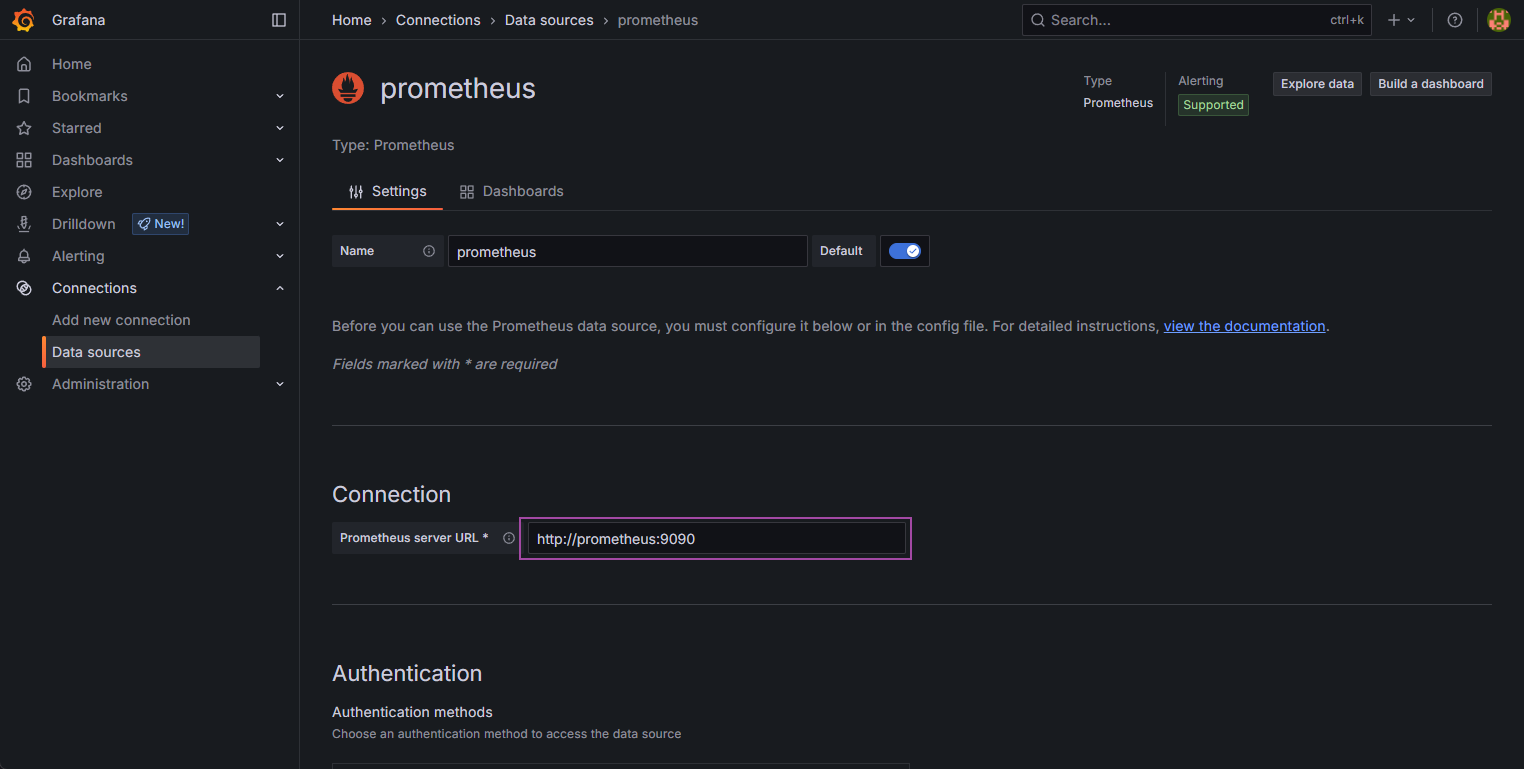 Grafana
Home › Connections › Data sources › prometheus
Search... ctrl+k
Home
Bookmarks
Starred
Dashboards
Explore
Drilldown New!
Alerting
Connections
Add new connection
Data sources
Administration
prometheus
Type
Prometheus
Alerting
Supported
Explore data
Build a dashboard
Type: Prometheus
Settings Dashboards
Name prometheus Default
Before you can use the Prometheus data source, you must configure it below or in the config file. For detailed instructions, view the documentation.
Fields marked with * are required
Connection
Prometheus server URL * http://prometheus:9090
Authentication
Authentication methods
Choose an authentication method to access the data source